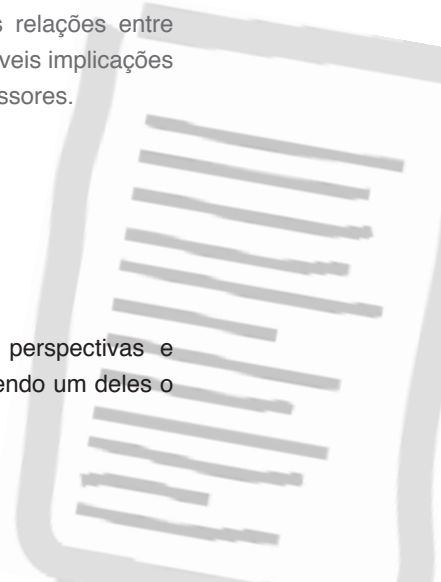 s relações entre
veis implicações
ssores.
perspectivas e
endo um deles o